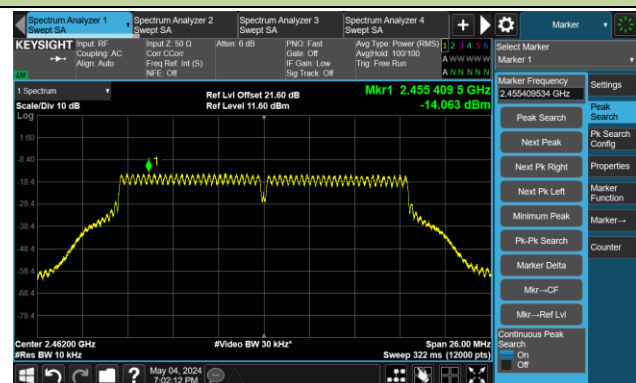 Spectrum Analyzer 1
Swept SA
Spectrum Analyzer 2
Swept SA
Spectrum Analyzer 3
Swept SA
Spectrum Analyzer 4
Swept SA
+
Marker
KEYSIGHT
Input: RF
Coupling: AC
Align: Auto
Input Z: 50 Ω
Corr CCorr
Freq Ref: Int (S)
NFE: Off
Atten: 6 dB
PNO: Fast
Gate: Off
IF Gain: Low
Sig Track: Off
Avg Type: Power (RMS)
Avg|Hold: 100/100
Trig: Free Run
1 2 3 4 5 6
A W W W W W
A N N N N N
Select Marker
Marker 1
LXI
1 Spectrum
Scale/Div 10 dB
Log
Ref Lvl Offset 21.60 dB
Ref Level 11.60 dBm
Mkr1 2.455 409 5 GHz
-14.063 dBm
1.60
-8.40
-18.4
-28.4
-38.4
-48.4
-58.4
-68.4
-78.4
1
Center 2.46200 GHz
#Res BW 10 kHz
#Video BW 30 kHz*
Span 26.00 MHz
Sweep 322 ms (12000 pts)
Marker Frequency
2.455409534 GHz
Peak Search
Next Peak
Next Pk Right
Next Pk Left
Minimum Peak
Pk-Pk Search
Marker Delta
Mkr→CF
Mkr→Ref Lvl
Continuous Peak
Search
On
Off
Settings
Peak
Search
Pk Search
Config
Properties
Marker
Function
Marker→
Counter
?
May 04, 2024
7:02:12 PM